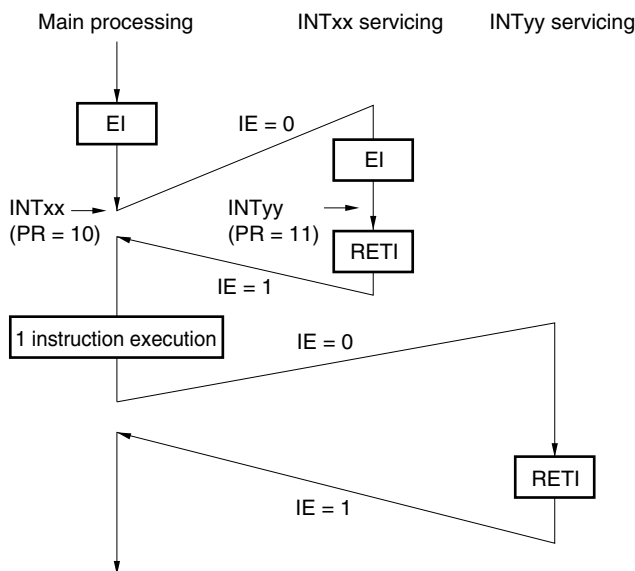 Main processing
INTxx servicing
INTyy servicing
EI
IE = 0
EI
INTxx
(PR = 10)
INTyy
(PR = 11)
RETI
IE = 1
1 instruction execution
IE = 0
RETI
IE = 1